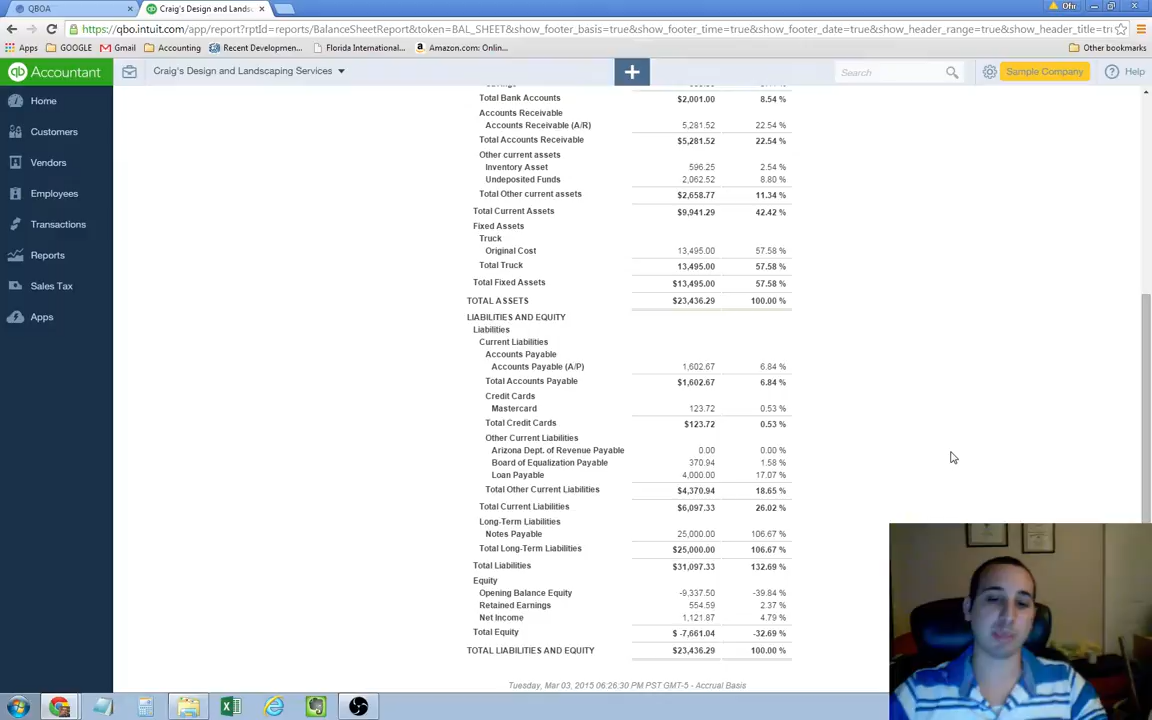 QBOA
Craig's Design and Landsc
Ofir
https://qbo.intuit.com/app/report?rptId=reports/BalanceSheetReport&token=BAL_SHEET&show_footer_basis=true&show_footer_time=true&show_footer_date=true&show_header_range=true&show_header_title=tr
Apps GOOGLE Gmail Accounting Recent Developmen... Florida International... Amazon.com: Onlin... Other bookmarks
qb Accountant Craig's Design and Landscaping Services Search Sample Company Help
Home
Customers
Vendors
Employees
Transactions
Reports
Sales Tax
Apps
Total Bank Accounts $2,001.00 8.54 %
Accounts Receivable
Accounts Receivable (A/R) 5,281.52 22.54 %
Total Accounts Receivable $5,281.52 22.54 %
Other current assets
Inventory Asset 596.25 2.54 %
Undeposited Funds 2,062.52 8.80 %
Total Other current assets $2,658.77 11.34 %
Total Current Assets $9,941.29 42.42 %
Fixed Assets
Truck
Original Cost 13,495.00 57.58 %
Total Truck 13,495.00 57.58 %
Total Fixed Assets $13,495.00 57.58 %
TOTAL ASSETS $23,436.29 100.00 %
LIABILITIES AND EQUITY
Liabilities
Current Liabilities
Accounts Payable
Accounts Payable (A/P) 1,602.67 6.84 %
Total Accounts Payable $1,602.67 6.84 %
Credit Cards
Mastercard 123.72 0.53 %
Total Credit Cards $123.72 0.53 %
Other Current Liabilities
Arizona Dept. of Revenue Payable 0.00 0.00 %
Board of Equalization Payable 370.94 1.58 %
Loan Payable 4,000.00 17.07 %
Total Other Current Liabilities $4,370.94 18.65 %
Total Current Liabilities $6,097.33 26.02 %
Long-Term Liabilities
Notes Payable 25,000.00 106.67 %
Total Long-Term Liabilities $25,000.00 106.67 %
Total Liabilities $31,097.33 132.69 %
Equity
Opening Balance Equity -9,337.50 -39.84 %
Retained Earnings 554.59 2.37 %
Net Income 1,121.87 4.79 %
Total Equity $ -7,661.04 -32.69 %
TOTAL LIABILITIES AND EQUITY $23,436.29 100.00 %
Tuesday, Mar 03, 2015 06:26:30 PM PST GMT-5 - Accrual Basis